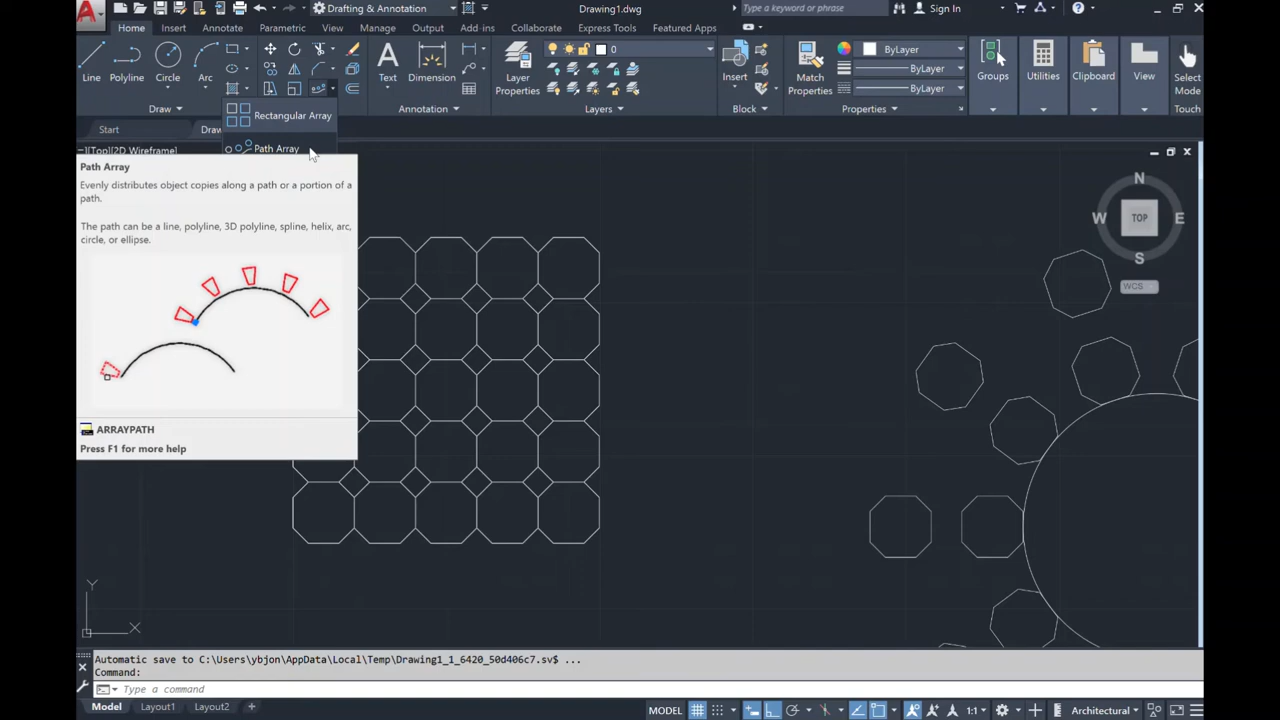 Drafting & Annotation
Drawing1.dwg
Type a keyword or phrase
Sign In
Home
Insert
Annotate
Parametric
View
Manage
Output
Add-ins
Collaborate
Express Tools
Featured Apps
Line
Polyline
Circle
Arc
Text
Dimension
Layer
Properties
0
Insert
Match
Properties
ByLayer
ByLayer
ByLayer
Groups
Utilities
Clipboard
View
Select
Mode
Draw
Annotation
Layers
Block
Properties
Touch
Rectangular Array
Start
Path Array
[Top][2D Wireframe]
Path Array
Evenly distributes object copies along a path or a portion of a
path.
The path can be a line, polyline, 3D polyline, spline, helix, arc,
circle, or ellipse.
ARRAYPATH
Press F1 for more help
N
W
TOP
E
S
WCS
Y
X
Automatic save to C:\Users\ybjon\AppData\Local\Temp\Drawing1_1_6420_50d406c7.sv$ ...
Command:
Type a command
Model
Layout1
Layout2
+
MODEL
1:1
Architectural